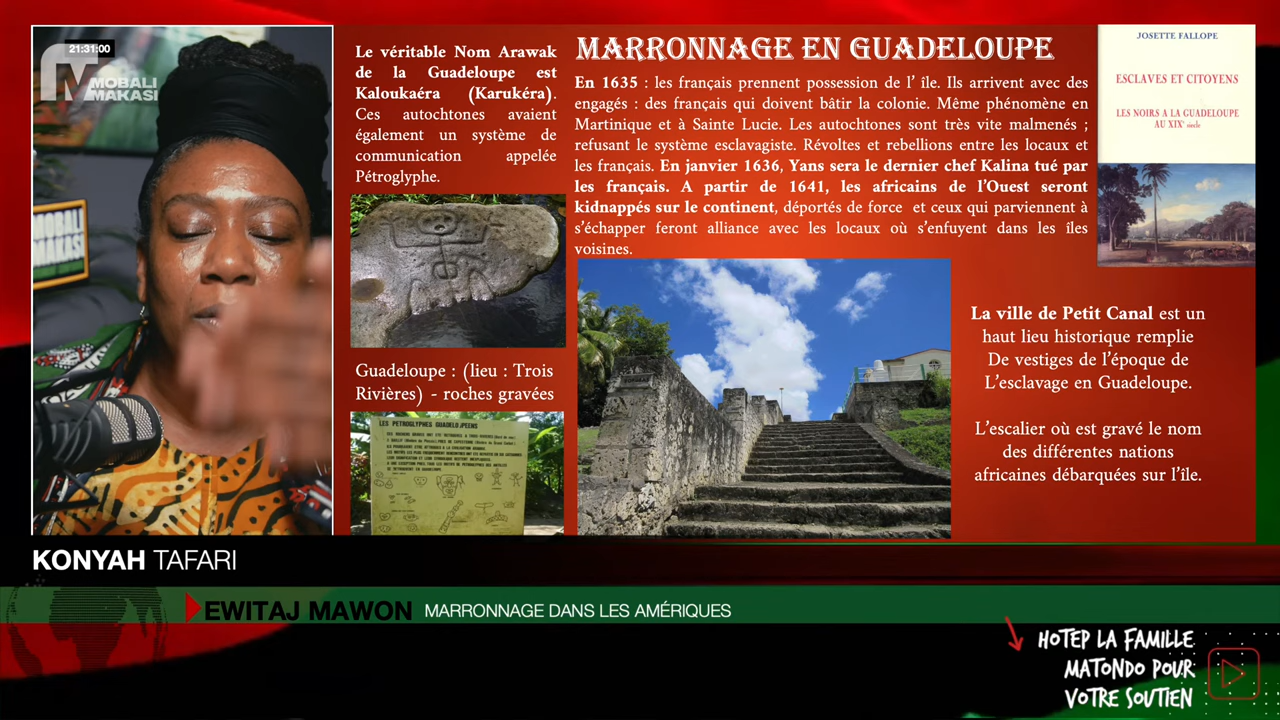 21:31:00
MOBALI
MAKASI
MOBALI
MAKASI
Le véritable Nom Arawak
de la Guadeloupe est
Kaloukaéra (Karukéra).
Ces autochtones avaient
également un système de
communication appelée
Pétroglyphe.
Guadeloupe : (lieu : Trois
Rivières) - roches gravées
LES PETROGLYPHES GUADELOUPEENS
MARRONNAGE EN GUADELOUPE
En 1635 : les français prennent possession de l' île. Ils arrivent avec des
engagés : des français qui doivent bâtir la colonie. Même phénomène en
Martinique et à Sainte Lucie. Les autochtones sont très vite malmenés ;
refusant le système esclavagiste. Révoltes et rebellions entre les locaux et
les français. En janvier 1636, Yans sera le dernier chef Kalina tué par
les français. A partir de 1641, les africains de l'Ouest seront
kidnappés sur le continent, déportés de force et ceux qui parviennent à
s'échapper feront alliance avec les locaux où s'enfuyent dans les îles
voisines.
JOSETTE FALLOPE
ESCLAVES ET CITOYENS
LES NOIRS A LA GUADELOUPE
AU XIXe siècle
La ville de Petit Canal est un
haut lieu historique remplie
De vestiges de l'époque de
L'esclavage en Guadeloupe.
L'escalier où est gravé le nom
des différentes nations
africaines débarquées sur l'île.
KONYAH TAFARI
EWITAJ MAWON MARRONNAGE DANS LES AMÉRIQUES
HOTEP LA FAMILLE
MATONDO POUR
VOTRE SOUTIEN